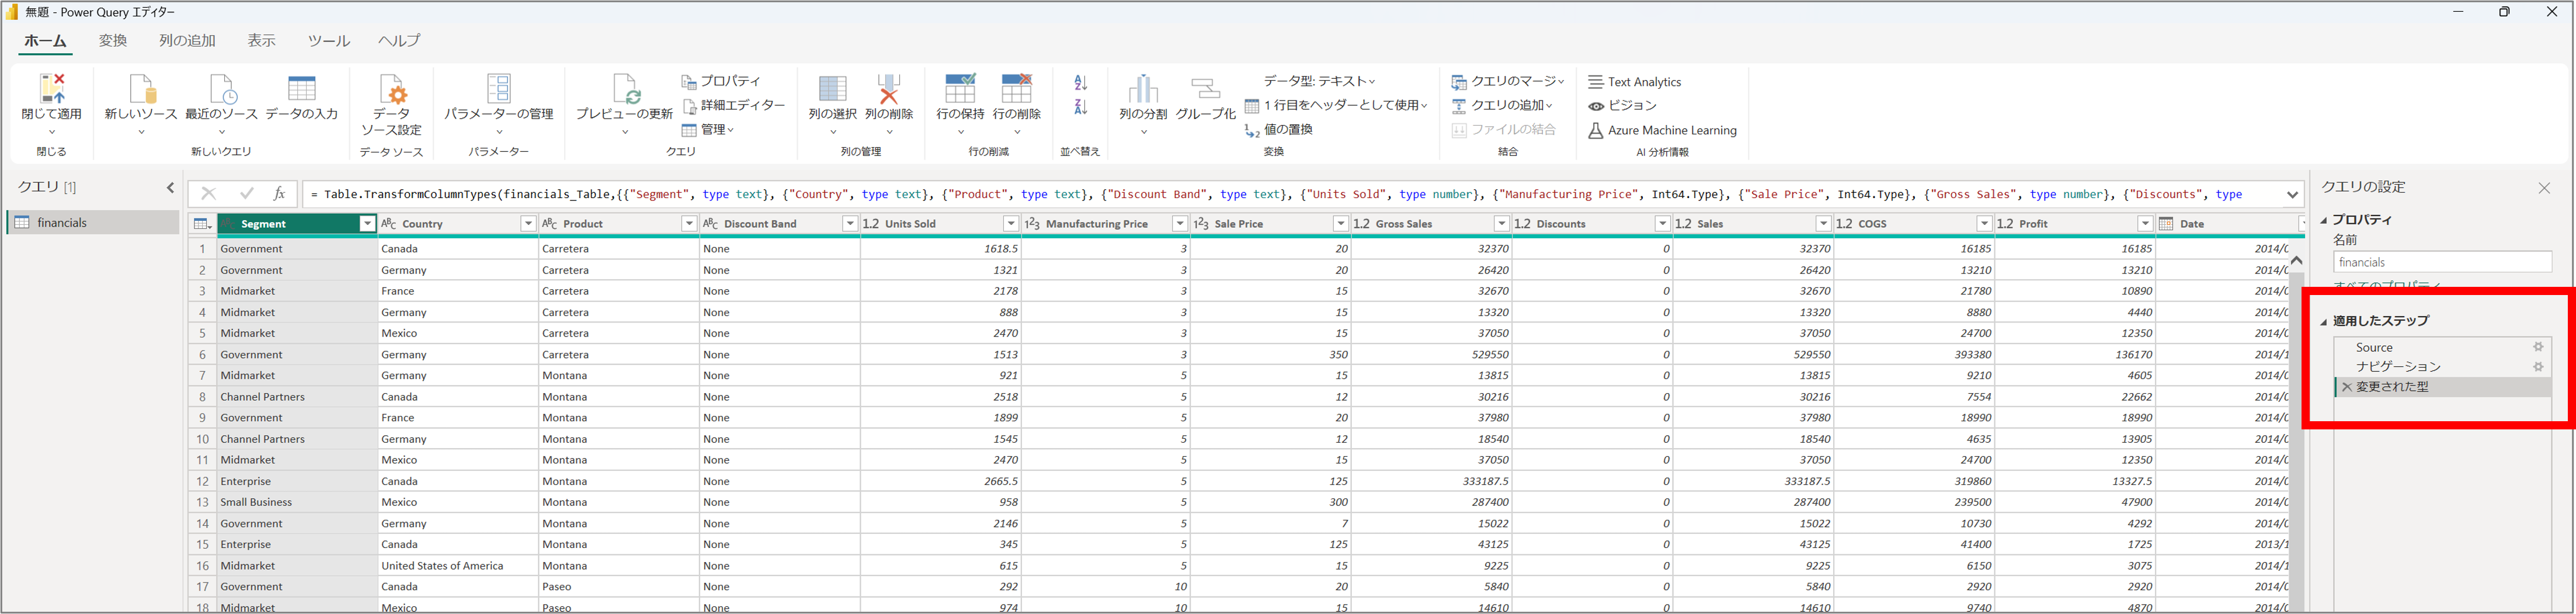 無題 - Power Query エディター
ホーム 変換 列の追加 表示 ツール ヘルプ
閉じて適用 新しいソース 最近のソース データの入力 データ ソース設定 パラメーターの管理 プレビューの更新 プロパティ 詳細エディター 管理 列の選択 列の削除 行の保持 行の削除 列の分割 グループ化 データ型: テキスト 1 行目をヘッダーとして使用 値の置換 クエリのマージ クエリの追加 ファイルの結合 Text Analytics ビジョン Azure Machine Learning
閉じる 新しいクエリ データ ソース パラメーター クエリ 列の管理 行の削減 並べ替え 変換 結合 AI 分析情報
クエリ [1]
financials
= Table.TransformColumnTypes(financials_Table,{{"Segment", type text}, {"Country", type text}, {"Product", type text}, {"Discount Band", type text}, {"Units Sold", type number}, {"Manufacturing Price", Int64.Type}, {"Sale Price", Int64.Type}, {"Gross Sales", type number}, {"Discounts", type
Segment ABC Country ABC Product ABC Discount Band 1.2 Units Sold 123 Manufacturing Price 123 Sale Price 1.2 Gross Sales 1.2 Discounts 1.2 Sales 1.2 COGS 1.2 Profit Date
1 Government Canada Carretera None 1618.5 3 20 32370 0 32370 16185 16185 2014/0
2 Government Germany Carretera None 1321 3 20 26420 0 26420 13210 13210 2014/0
3 Midmarket France Carretera None 2178 3 15 32670 0 32670 21780 10890 2014/0
4 Midmarket Germany Carretera None 888 3 15 13320 0 13320 8880 4440 2014/0
5 Midmarket Mexico Carretera None 2470 3 15 37050 0 37050 24700 12350 2014/0
6 Government Germany Carretera None 1513 3 350 529550 0 529550 393380 136170 2014/1
7 Midmarket Germany Montana None 921 5 15 13815 0 13815 9210 4605 2014/0
8 Channel Partners Canada Montana None 2518 5 12 30216 0 30216 7554 22662 2014/0
9 Government France Montana None 1899 5 20 37980 0 37980 18990 18990 2014/0
10 Channel Partners Germany Montana None 1545 5 12 18540 0 18540 4635 13905 2014/0
11 Midmarket Mexico Montana None 2470 5 15 37050 0 37050 24700 12350 2014/0
12 Enterprise Canada Montana None 2665.5 5 125 333187.5 0 333187.5 319860 13327.5 2014/0
13 Small Business Mexico Montana None 958 5 300 287400 0 287400 239500 47900 2014/0
14 Government Germany Montana None 2146 5 7 15022 0 15022 10730 4292 2014/0
15 Enterprise Canada Montana None 345 5 125 43125 0 43125 41400 1725 2013/1
16 Midmarket United States of America Montana None 615 5 15 9225 0 9225 6150 3075 2014/1
17 Government Canada Paseo None 292 10 20 5840 0 5840 2920 2920 2014/0
18 Midmarket Mexico Paseo None 974 10 15 14610 0 14610 9740 4870 2014/0
クエリの設定
プロパティ
名前
financials
すべてのプロパティ
適用したステップ
Source
ナビゲーション
変更された型